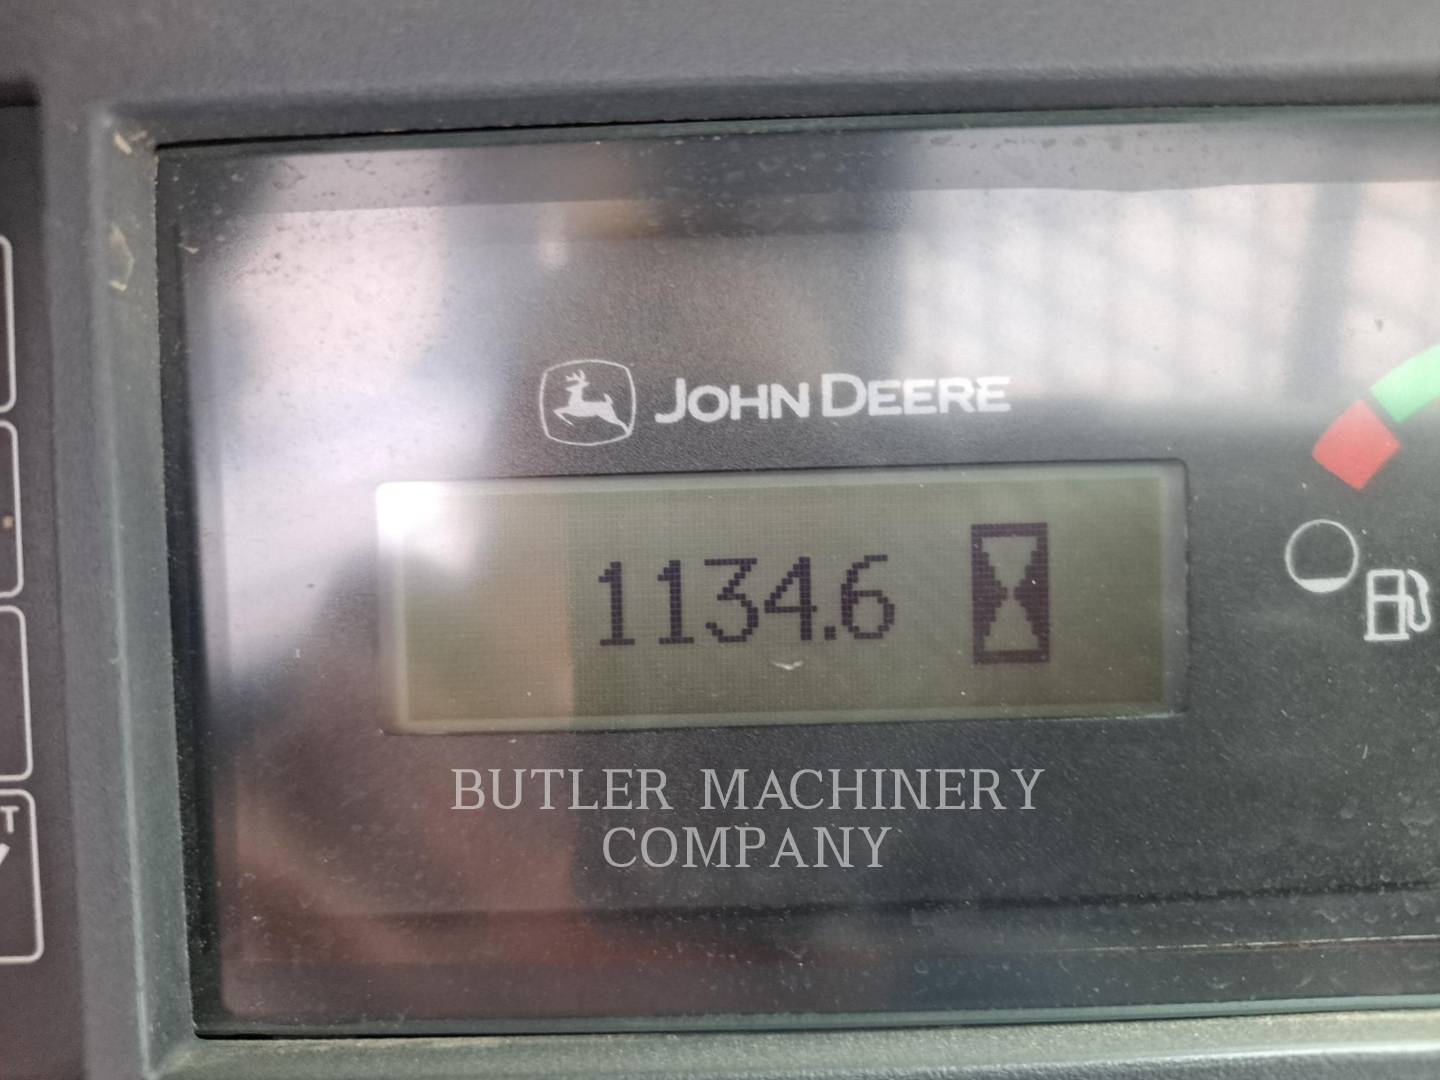 JOHN DEERE
1134.6
BUTLER MACHINERY
COMPANY
T